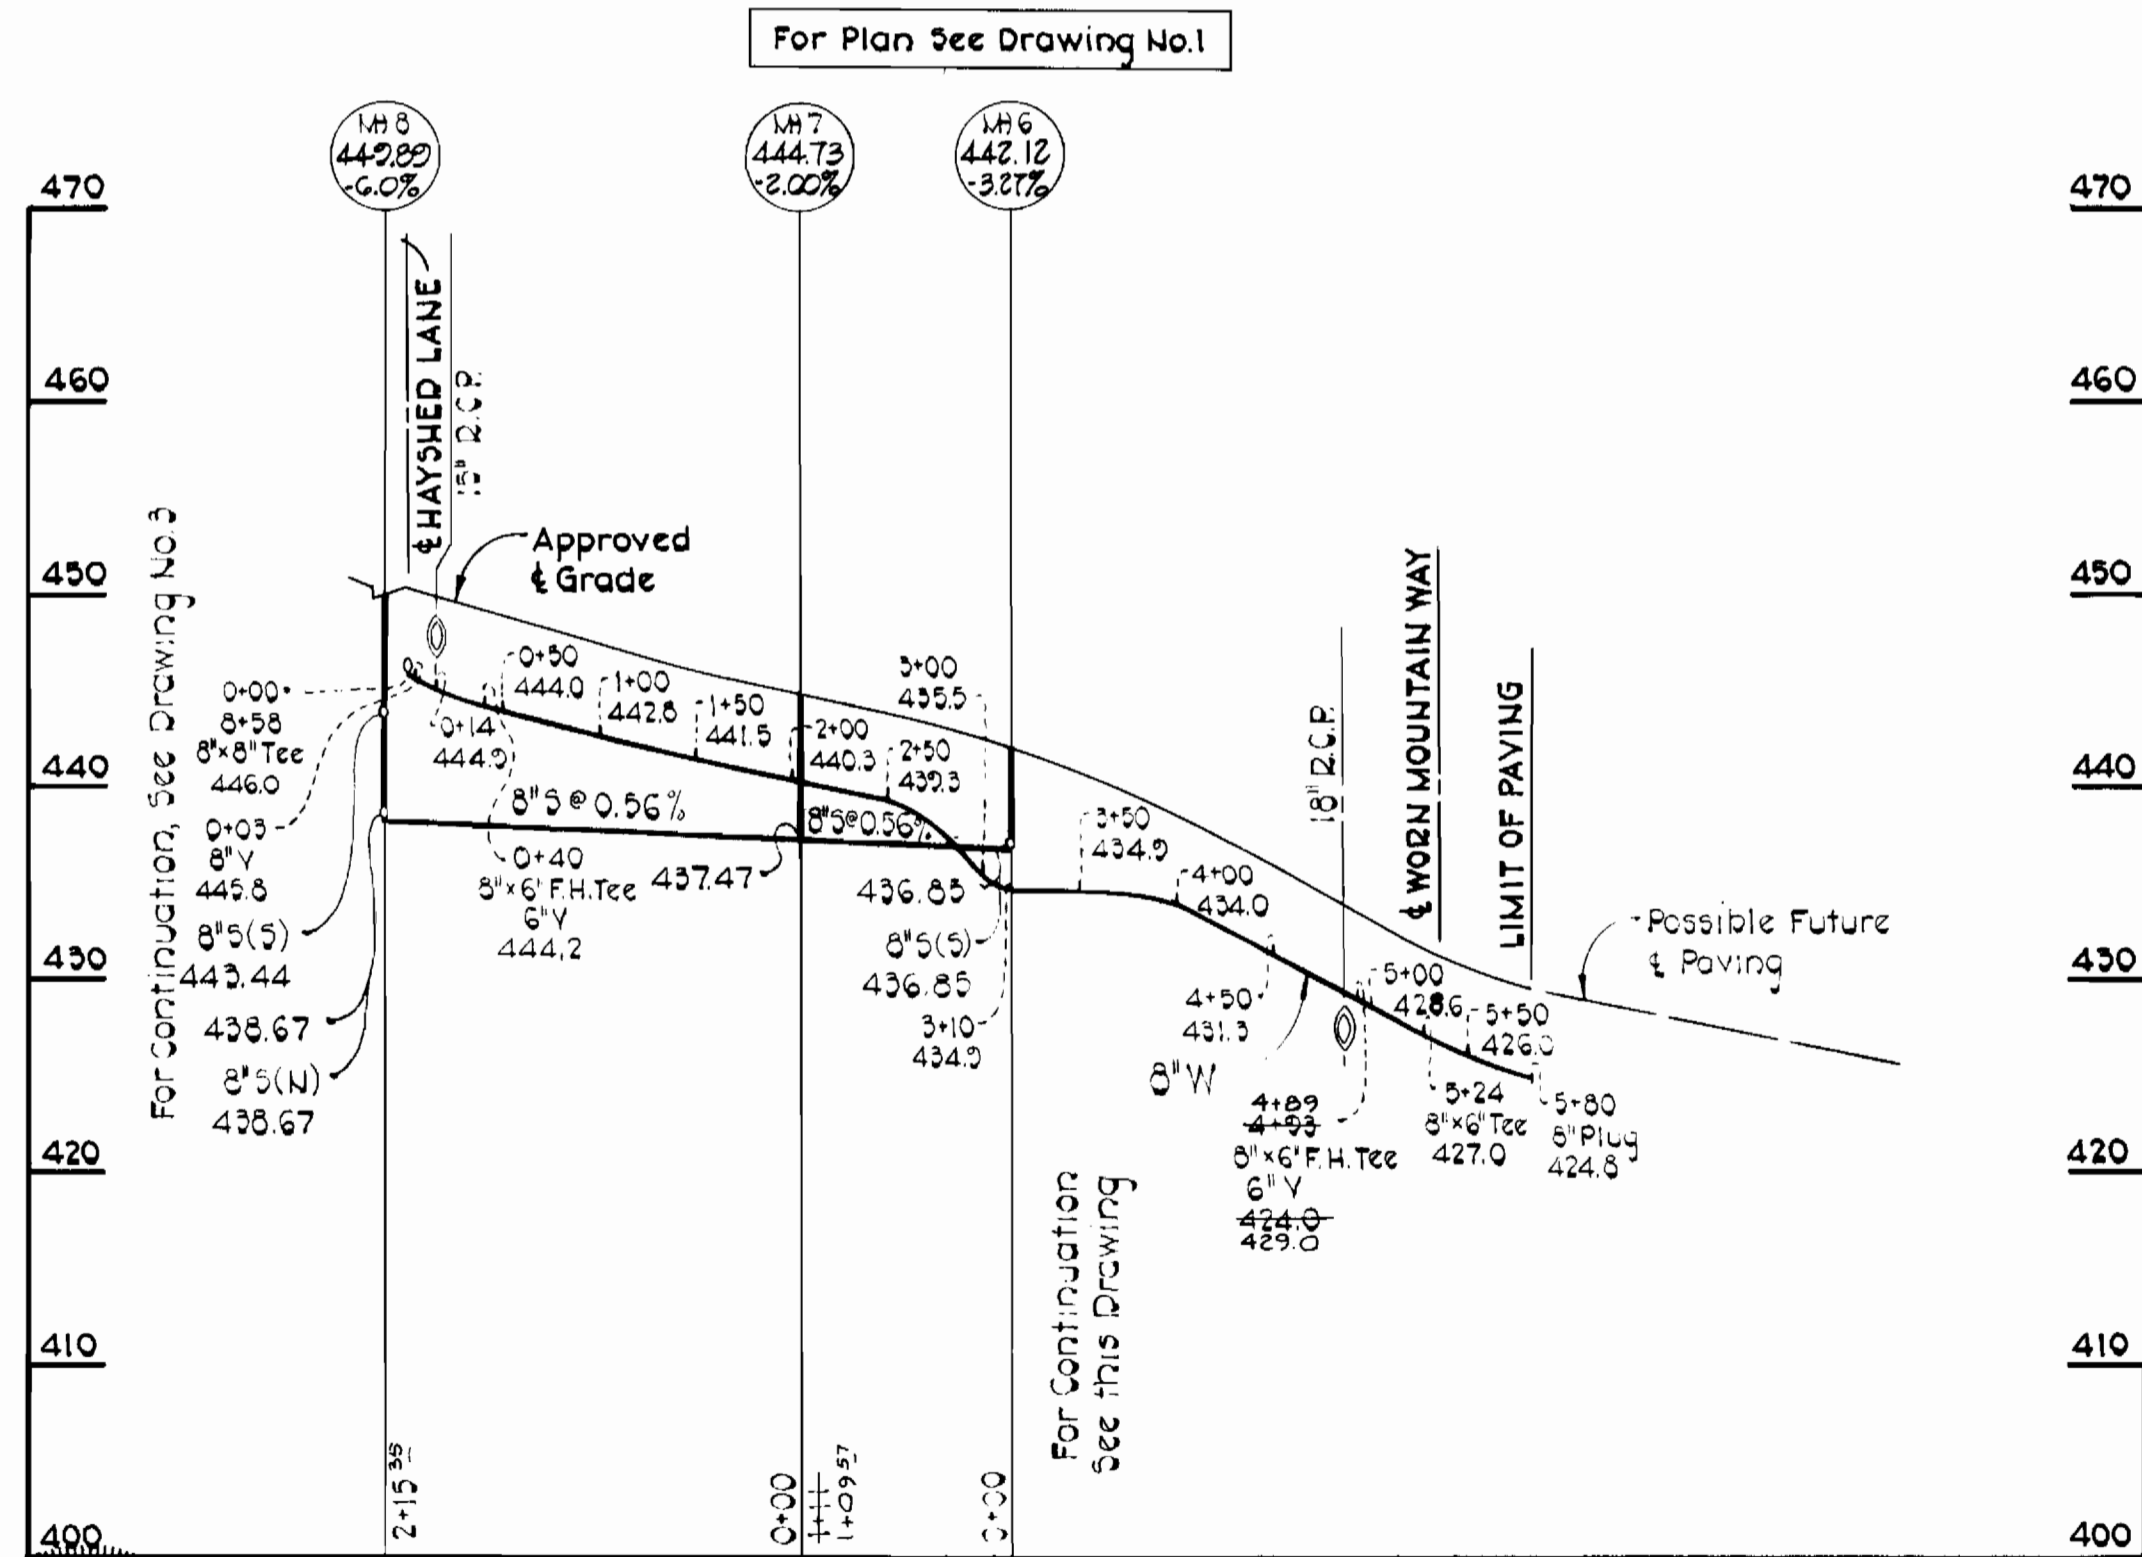 For Plan See Drawing No.1
MH 8
449.89
-6.0%
MH 7
444.73
-2.00%
MH 6
442.12
-3.27%
470
470
460
460
450
450
440
440
430
430
420
420
410
410
400
400
℄ HAYSHED LANE
15" R.C.P.
Approved
℄ Grade
For Continuation, See Drawing No.3
0+00
8+58
8"x8" Tee
446.0
0+03
8" V
445.8
8"S(S)
443.44
438.67
8"S(N)
438.67
0+14
444.9
0+50
444.0
1+00
442.8
1+50
441.5
2+00
440.3
2+50
439.3
3+00
435.5
8"S @ 0.56%
8"S@0.56%
0+40
8"x6" F.H.Tee
6"V
444.2
437.47
436.85
8"S(S)
436.85
3+10
434.9
3+50
434.9
4+00
434.0
4+50
431.3
8"W
18" R.C.P.
℄ WORN MOUNTAIN WAY
LIMIT OF PAVING
Possible Future
℄ Paving
5+00
428.6
5+50
426.0
4+89
4+93
8"x6" F.H.Tee
6"V
424.0
429.0
5+24
8"x6" Tee
427.0
5+80
8" Plug
424.8
For Continuation
See this Drawing
2+15 35
0+00
1+11
1+09 57
0+00